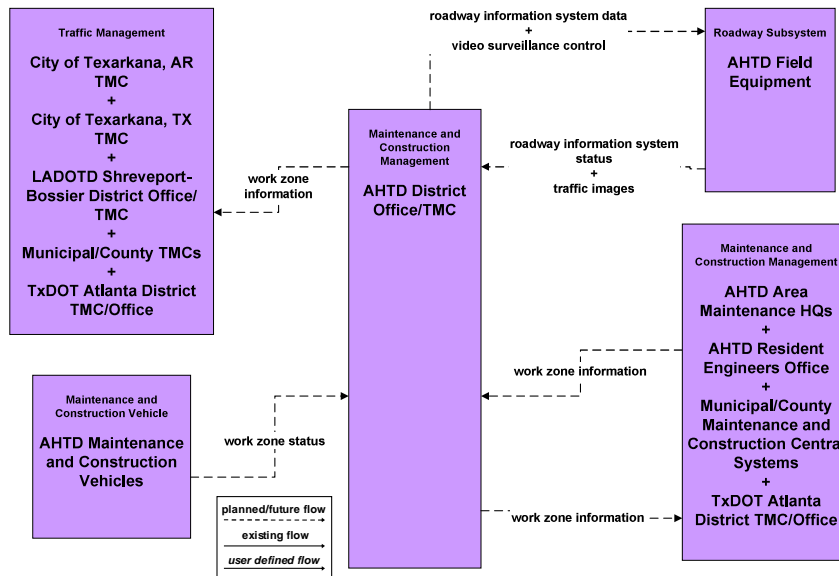 Traffic Management
City of Texarkana, AR
TMC
+
City of Texarkana, TX
TMC
+
LADOTD Shreveport-
Bossier District Office/
TMC
+
Municipal/County TMCs
+
TxDOT Atlanta District
TMC/Office
roadway information system data
+
video surveillance control
Roadway Subsystem
AHTD Field
Equipment
Maintenance and
Construction
Management
AHTD District
Office/TMC
work zone
information
roadway information system
status
+
traffic images
Maintenance and
Construction Management
AHTD Area
Maintenance HQs
+
AHTD Resident
Engineers Office
+
Municipal/County
Maintenance and
Construction Central
Systems
+
TxDOT Atlanta
District TMC/Office
work zone information
Maintenance and
Construction Vehicle
AHTD Maintenance
and Construction
Vehicles
work zone status
work zone information
planned/future flow
existing flow
user defined flow